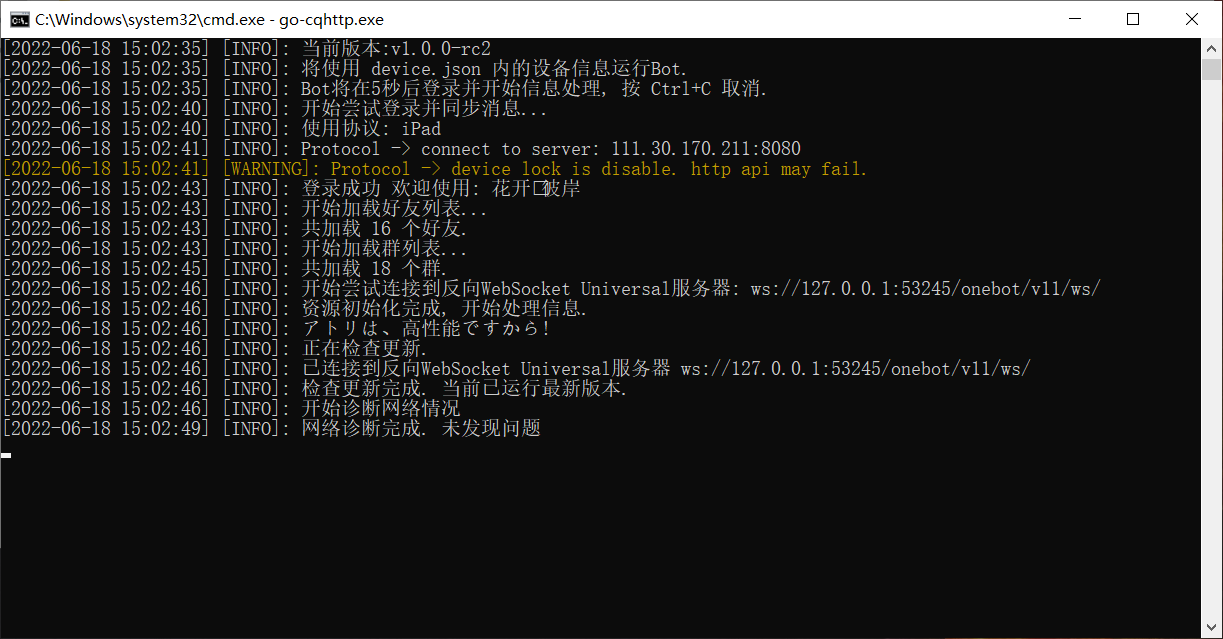 C:\Windows\system32\cmd.exe - go-cqhttp.exe
[2022-06-18 15:02:35] [INFO]: 当前版本:v1.0.0-rc2
[2022-06-18 15:02:35] [INFO]: 将使用 device.json 内的设备信息运行Bot.
[2022-06-18 15:02:35] [INFO]: Bot将在5秒后登录并开始信息处理, 按 Ctrl+C 取消.
[2022-06-18 15:02:40] [INFO]: 开始尝试登录并同步消息...
[2022-06-18 15:02:40] [INFO]: 使用协议: iPad
[2022-06-18 15:02:41] [INFO]: Protocol -> connect to server: 111.30.170.211:8080
[2022-06-18 15:02:41] [WARNING]: Protocol -> device lock is disable. http api may fail.
[2022-06-18 15:02:43] [INFO]: 登录成功 欢迎使用: 花开彼岸
[2022-06-18 15:02:43] [INFO]: 开始加载好友列表...
[2022-06-18 15:02:43] [INFO]: 共加载 16 个好友.
[2022-06-18 15:02:43] [INFO]: 开始加载群列表...
[2022-06-18 15:02:45] [INFO]: 共加载 18 个群.
[2022-06-18 15:02:46] [INFO]: 开始尝试连接到反向WebSocket Universal服务器: ws://127.0.0.1:53245/onebot/v11/ws/
[2022-06-18 15:02:46] [INFO]: 资源初始化完成, 开始处理信息.
[2022-06-18 15:02:46] [INFO]: アトリは、高性能ですから!
[2022-06-18 15:02:46] [INFO]: 正在检查更新.
[2022-06-18 15:02:46] [INFO]: 已连接到反向WebSocket Universal服务器 ws://127.0.0.1:53245/onebot/v11/ws/
[2022-06-18 15:02:46] [INFO]: 检查更新完成. 当前已运行最新版本.
[2022-06-18 15:02:46] [INFO]: 开始诊断网络情况
[2022-06-18 15:02:49] [INFO]: 网络诊断完成. 未发现问题